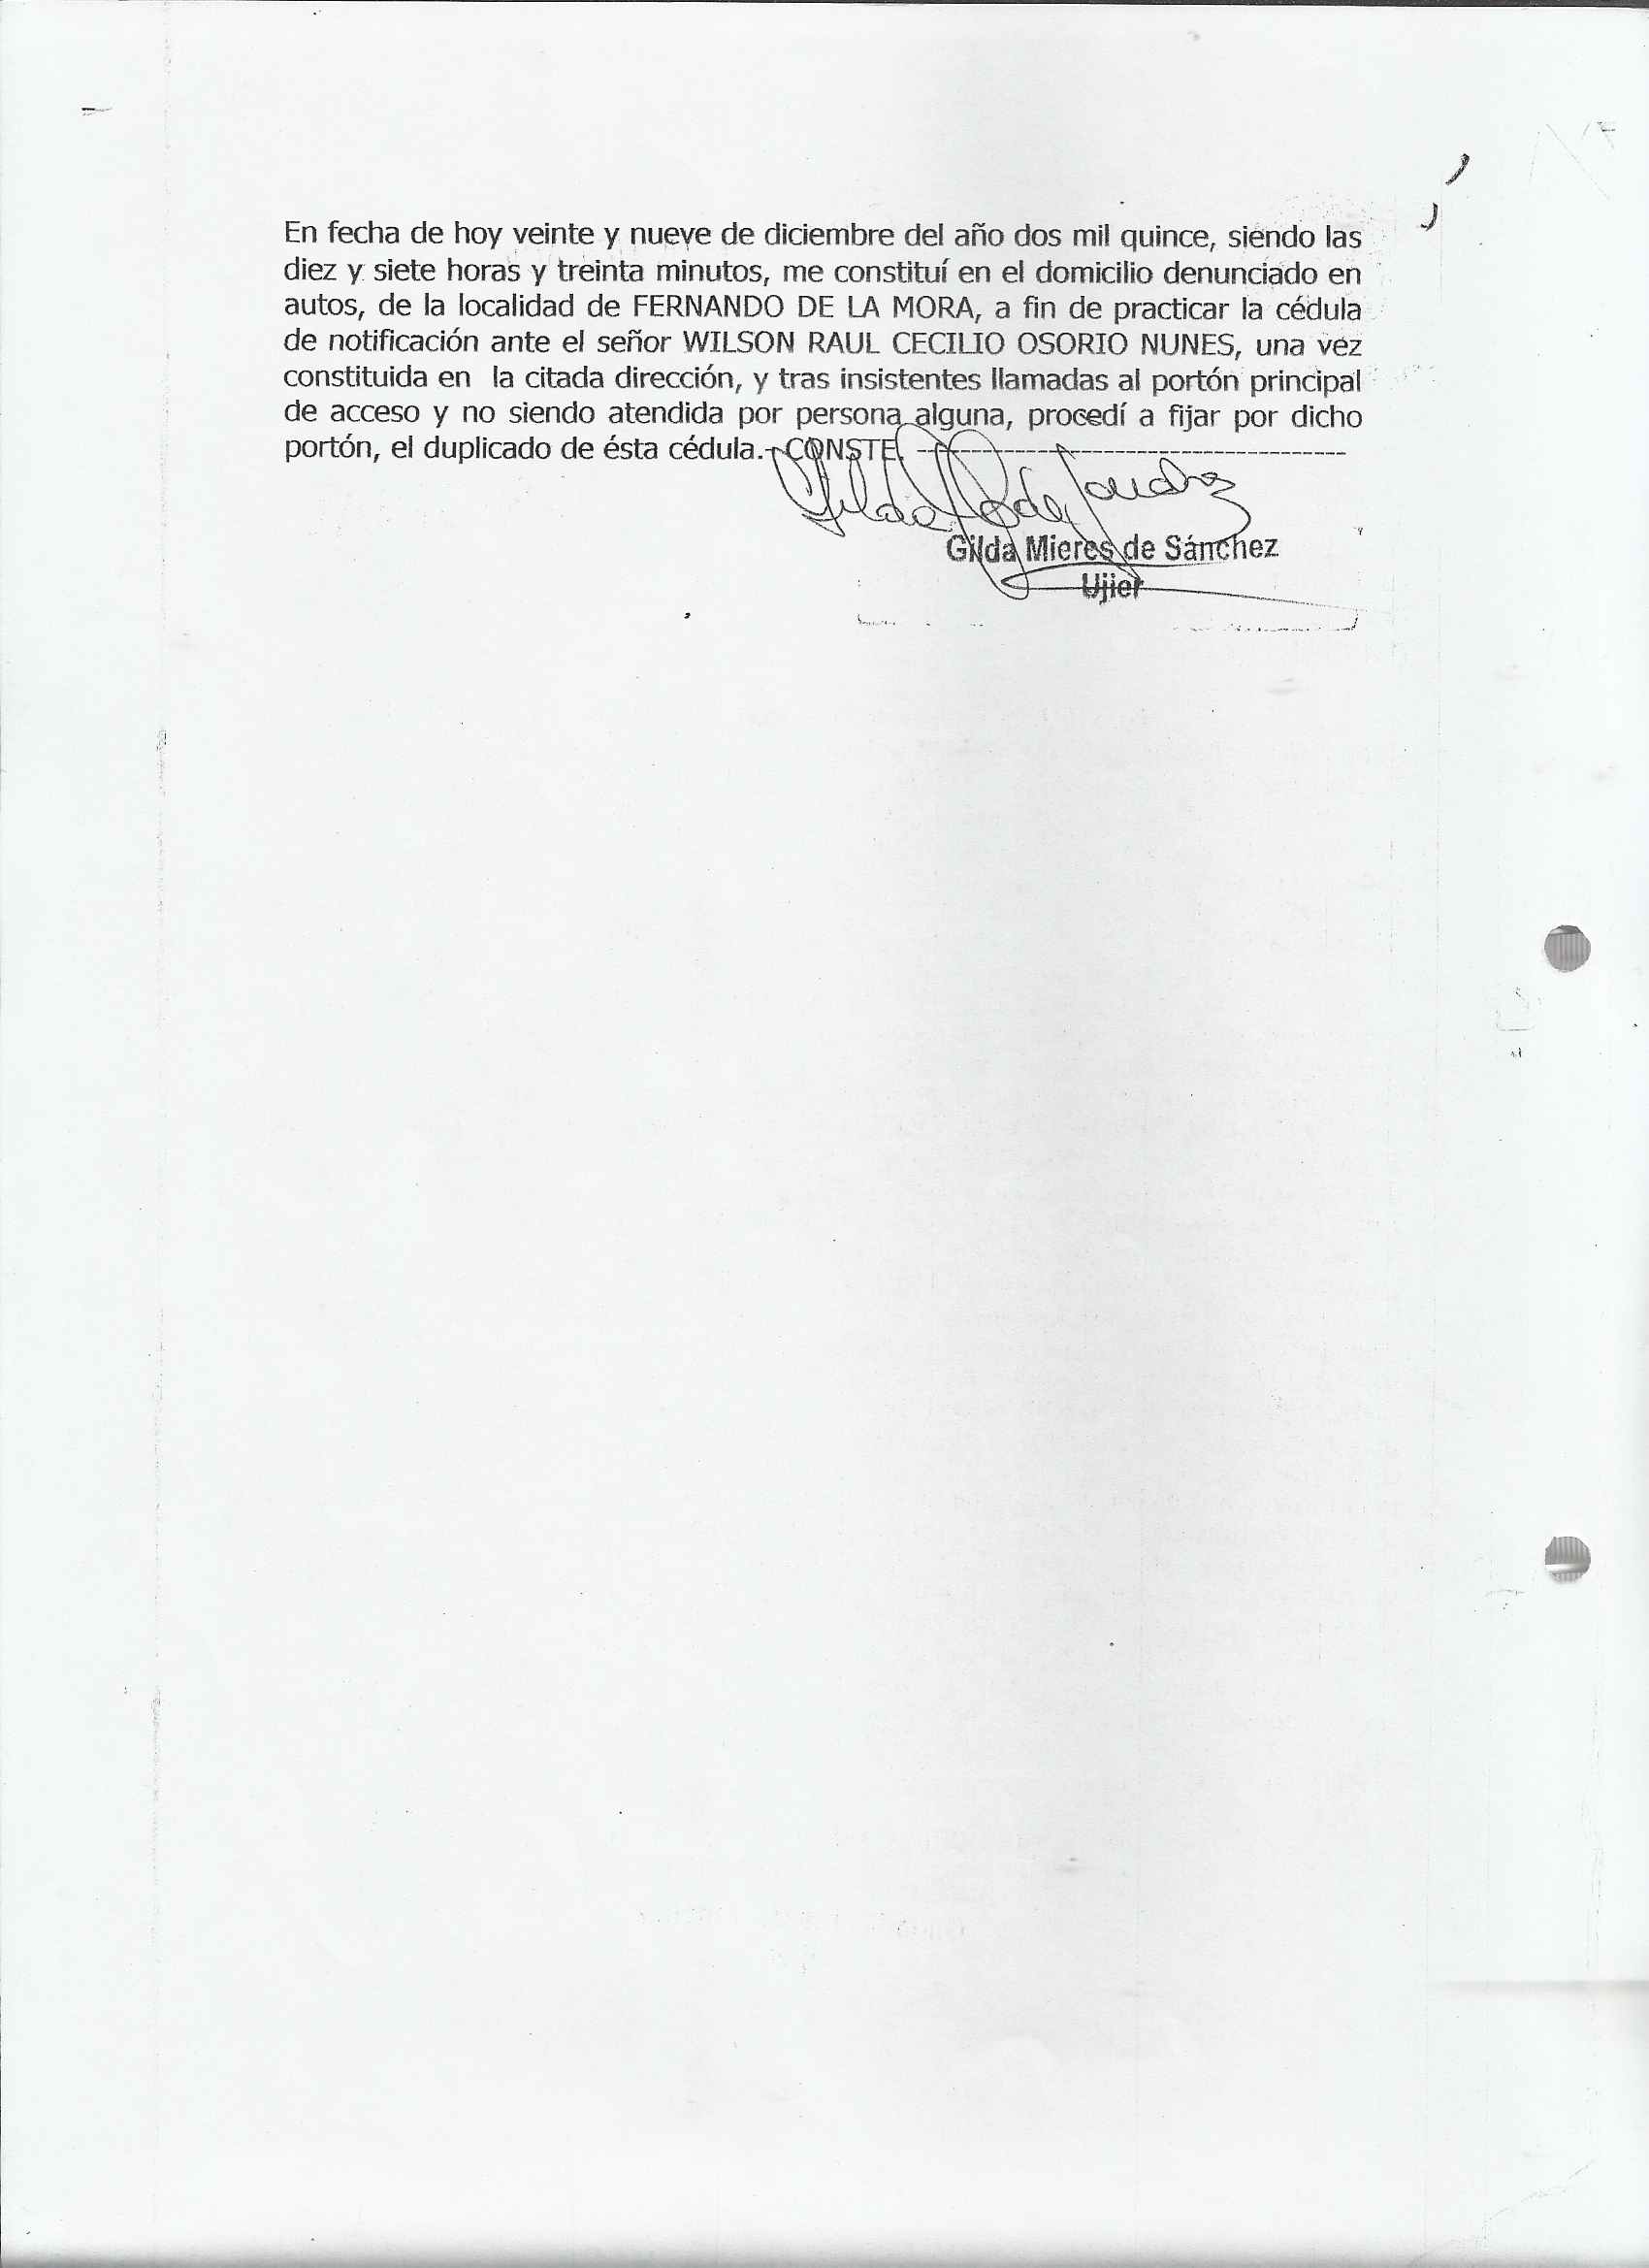 En fecha de hoy veinte y nueve de diciembre del año dos mil quince, siendo las
diez y siete horas y treinta minutos, me constituí en el domicilio denunciado en
autos, de la localidad de FERNANDO DE LA MORA, a fin de practicar la cédula
de notificación ante el señor WILSON RAUL CECILIO OSORIO NUNES, una vez
constituida en la citada dirección, y tras insistentes llamadas al portón principal
de acceso y no siendo atendida por persona alguna, procedí a fijar por dicho
portón, el duplicado de ésta cédula.- CONSTE. ------------------------------------------
Gilda Mieres de Sánchez
Ujier